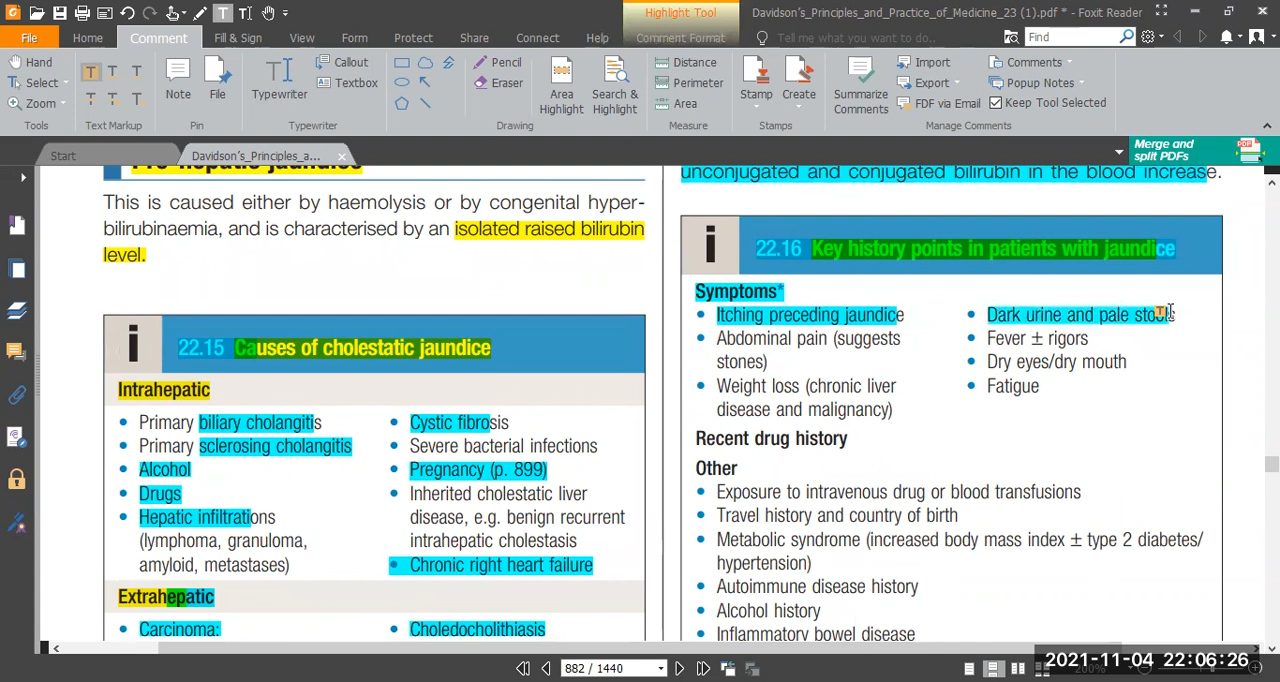 Highlight Tool
Davidson's_Principles_and_Practice_of_Medicine_23 (1).pdf * - Foxit Reader
File Home Comment Fill & Sign View Form Protect Share Connect Help Comment Format Tell me what you want to do... Find
Hand
Select
Zoom
Tools
Text Markup
Note
File
Pin
Typewriter
Callout
Textbox
Typewriter
Pencil
Eraser
Drawing
Area Highlight
Search & Highlight
Distance
Perimeter
Area
Measure
Stamp
Create
Stamps
Summarize Comments
Import
Export
FDF via Email
Comments
Popup Notes
Keep Tool Selected
Manage Comments
Start
Davidson's_Principles_a...
Merge and
split PDFs
Pre-hepatic jaundice
This is caused either by haemolysis or by congenital hyper-
bilirubinaemia, and is characterised by an isolated raised bilirubin
level.
i 22.15 Causes of cholestatic jaundice
Intrahepatic
• Primary biliary cholangitis
• Primary sclerosing cholangitis
• Alcohol
• Drugs
• Hepatic infiltrations
(lymphoma, granuloma,
amyloid, metastases)
• Cystic fibrosis
• Severe bacterial infections
• Pregnancy (p. 899)
• Inherited cholestatic liver
disease, e.g. benign recurrent
intrahepatic cholestasis
• Chronic right heart failure
Extrahepatic
• Carcinoma:
• Choledocholithiasis
unconjugated and conjugated bilirubin in the blood increase.
i 22.16 Key history points in patients with jaundice
Symptoms*
• Itching preceding jaundice
• Abdominal pain (suggests
stones)
• Weight loss (chronic liver
disease and malignancy)
• Dark urine and pale stools
• Fever ± rigors
• Dry eyes/dry mouth
• Fatigue
Recent drug history
Other
• Exposure to intravenous drug or blood transfusions
• Travel history and country of birth
• Metabolic syndrome (increased body mass index ± type 2 diabetes/
hypertension)
• Autoimmune disease history
• Alcohol history
• Inflammatory bowel disease
882 / 1440
2021-11-04 22:06:26